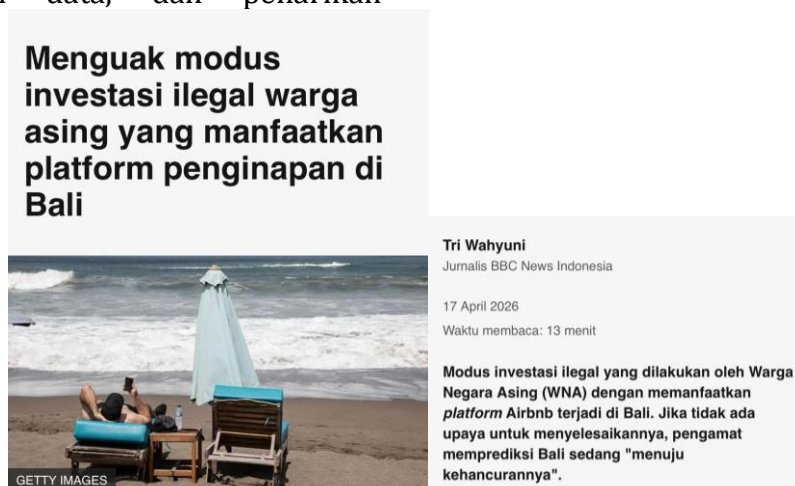 dan penarikan
Menguak modus
investasi ilegal warga
asing yang manfaatkan
platform penginapan di
Bali
GETTY IMAGES
Tri Wahyuni
Jurnalis BBC News Indonesia
17 April 2026
Waktu membaca: 13 menit
Modus investasi ilegal yang dilakukan oleh Warga
Negara Asing (WNA) dengan memanfaatkan
platform Airbnb terjadi di Bali. Jika tidak ada
upaya untuk menyelesaikannya, pengamat
memprediksi Bali sedang "menuju
kehancurannya".